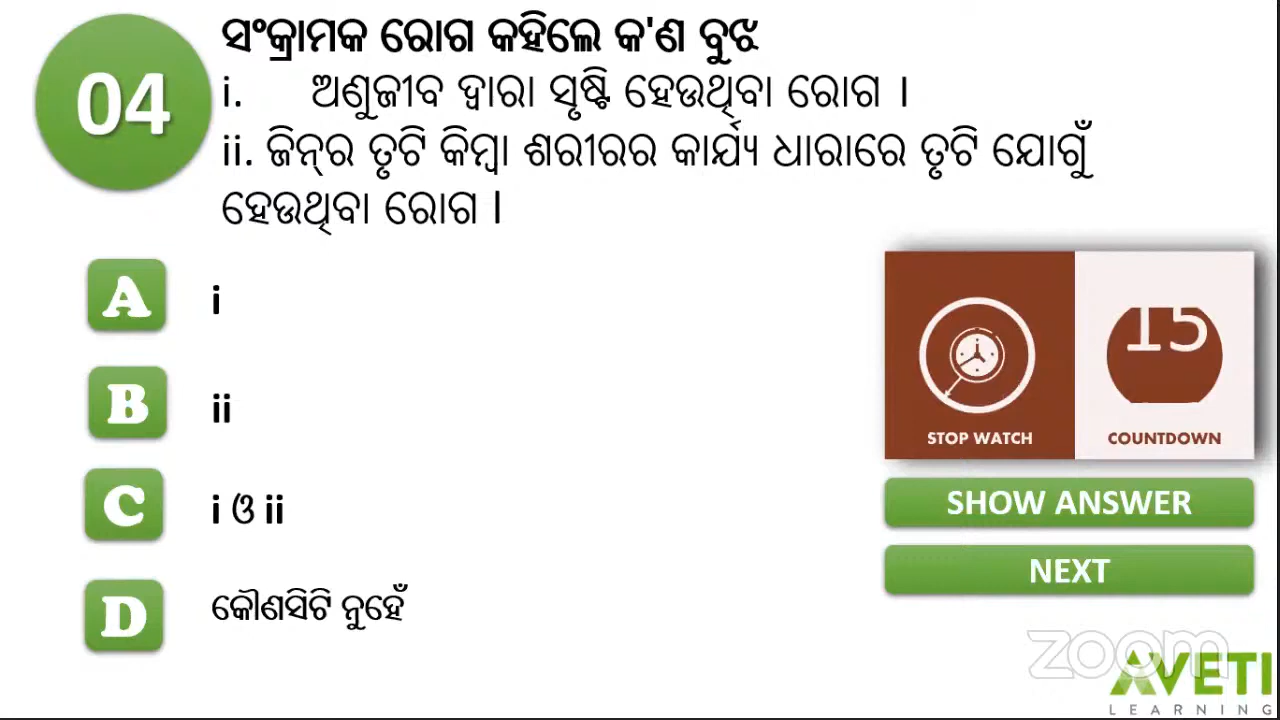 04
ସଂକ୍ରାମକ ରୋଗ କହିଲେ କ'ଣ ବୁଝ
i. ଅଣୁଜୀବ ଦ୍ୱାରା ସୃଷ୍ଟି ହେଉଥିବା ରୋଗ ।
ii. ଜିନ୍‌ର ତୃଟି କିମ୍ବା ଶରୀରର କାର୍ଯ୍ୟ ଧାରାରେ ତୃଟି ଯୋଗୁଁ
ହେଉଥିବା ରୋଗ ।
A i
B ii
C i ଓ ii
D କୌଣସିଟି ନୁହେଁ
15
STOP WATCH
COUNTDOWN
SHOW ANSWER
NEXT
zoom
AVETI
LEARNING